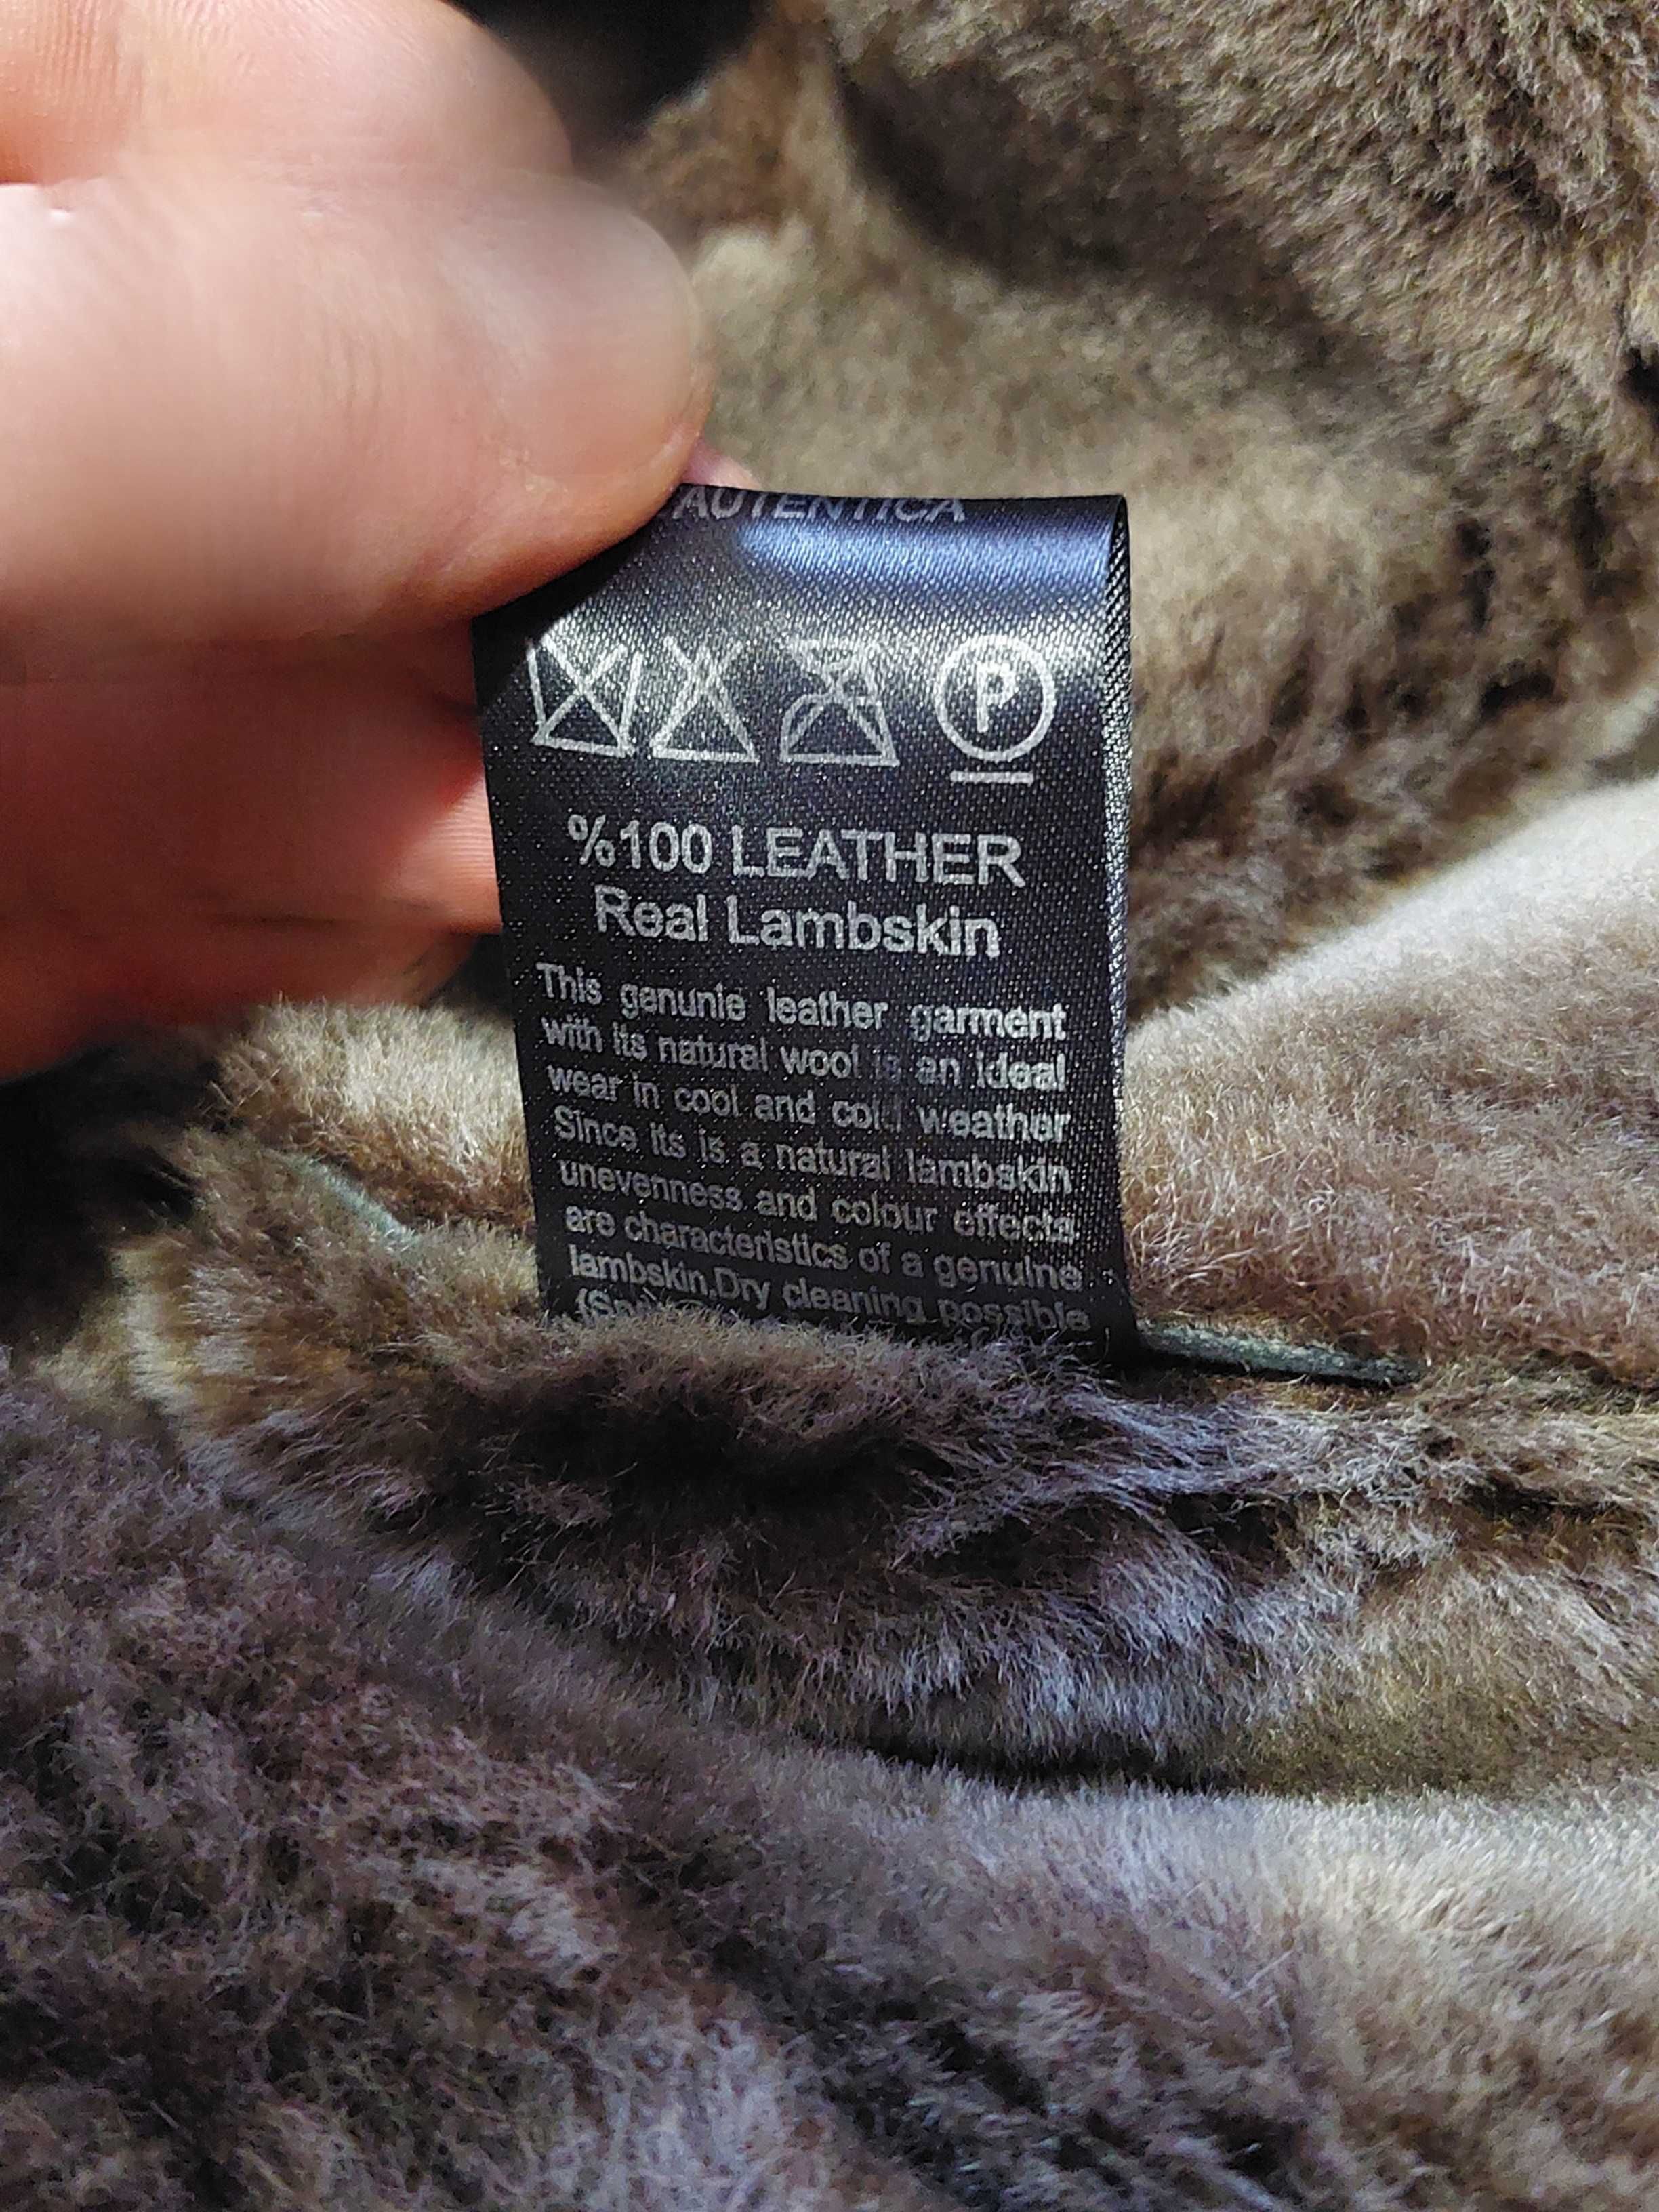 AUTENTICA
P
%100 LEATHER
Real Lambskin
This genunie leather garment
with its natural wool is an ideal
wear in cool and cold weather
Since its is a natural lambskin
unevenness and colour effects
are characteristics of a genuine
lambskin.Dry cleaning possible